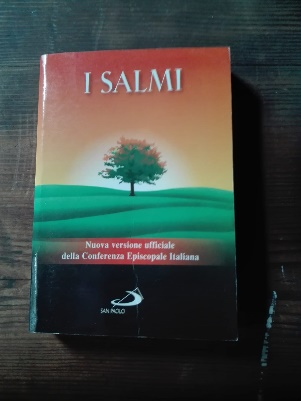 I SALMI
Nuova versione ufficiale
della Conferenza Episcopale Italiana
SAN PAOLO